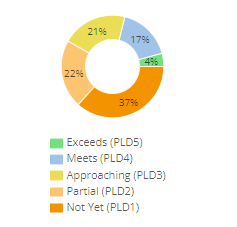 21%
17%
4%
22%
37%
Exceeds (PLD5)
Meets (PLD4)
Approaching (PLD3)
Partial (PLD2)
Not Yet (PLD1)